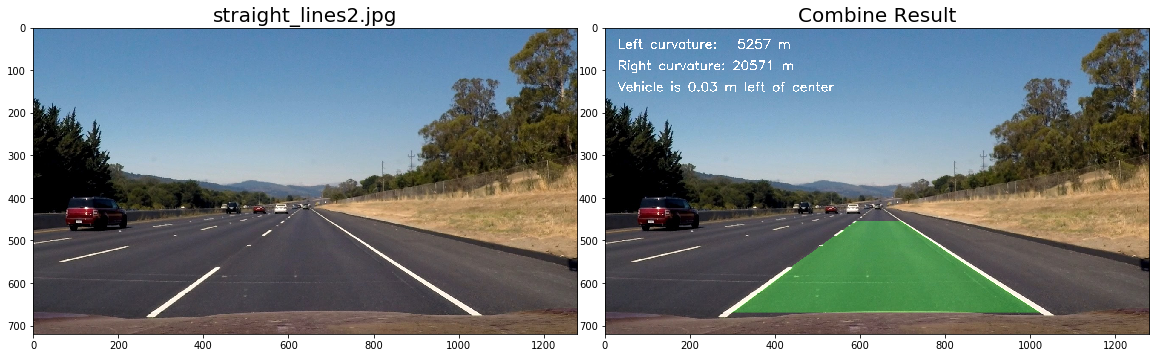 straight_lines2.jpg
Combine Result
Left curvature: 5257 m
Right curvature: 20571 m
Vehicle is 0.03 m left of center
0
100
200
300
400
500
600
700
0 200 400 600 800 1000 1200
0
100
200
300
400
500
600
700
0 200 400 600 800 1000 1200